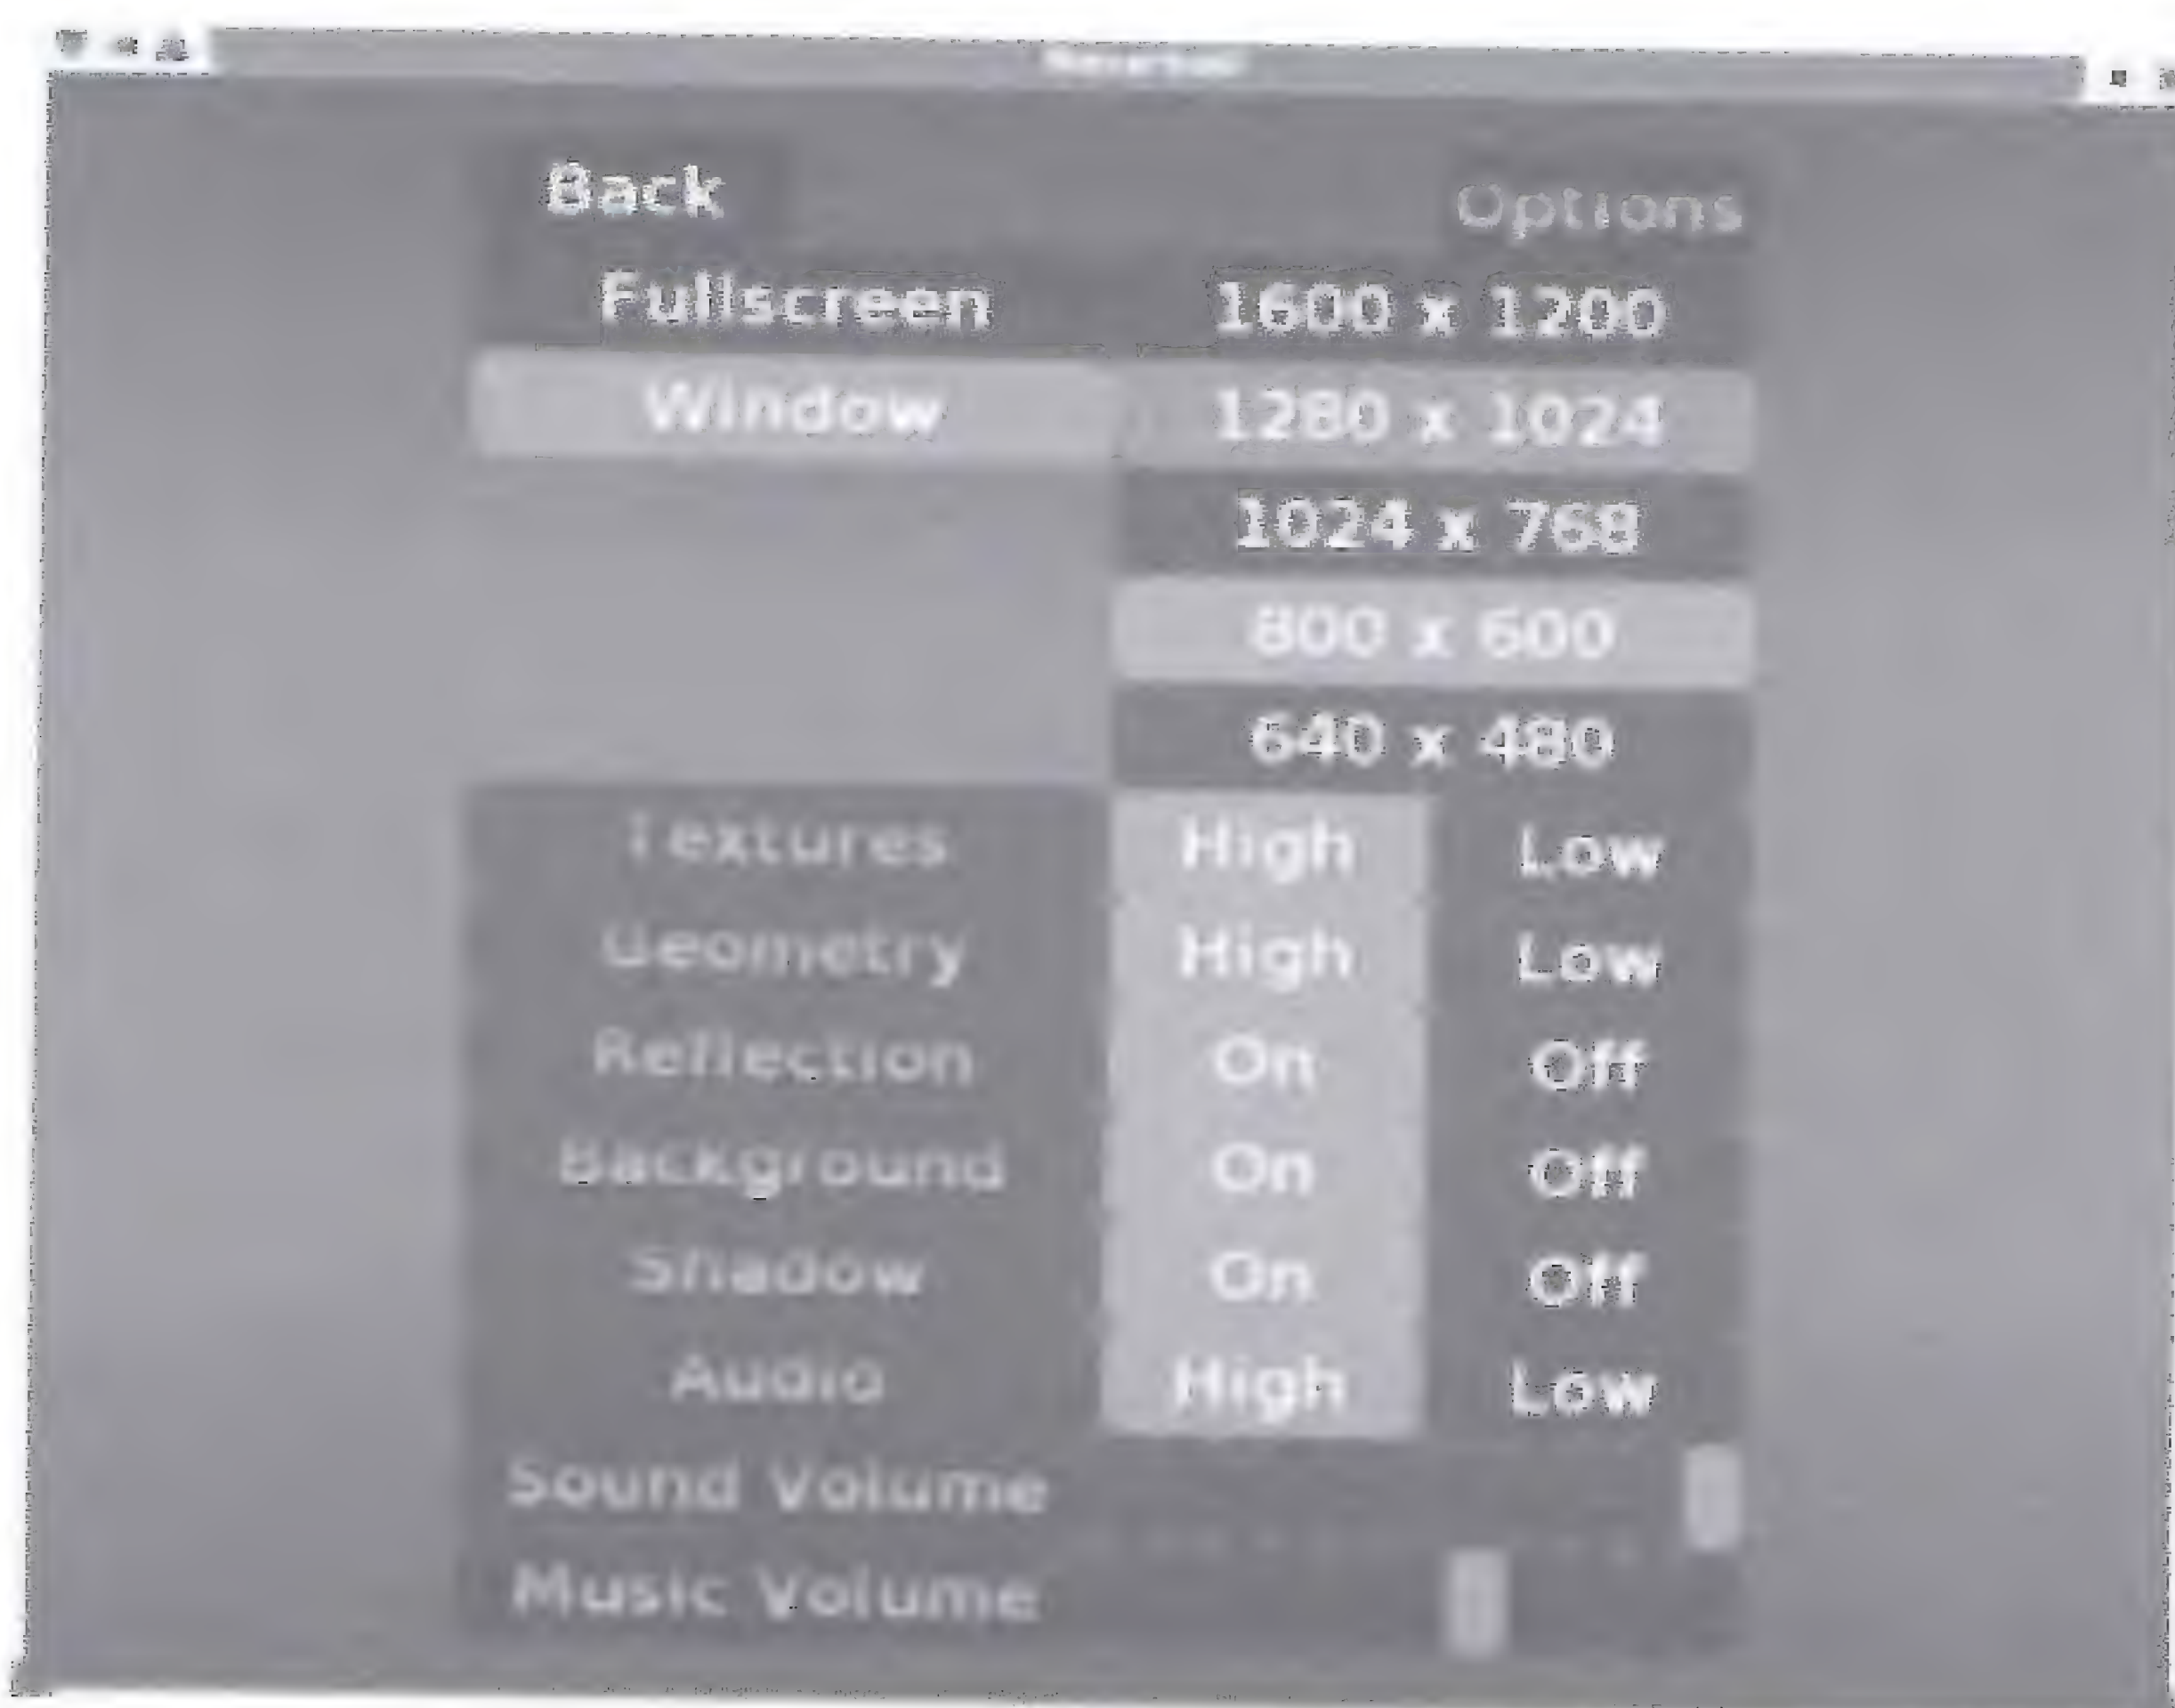 Back Options
Fullscreen 1600 x 1200
Window 1280 x 1024
1024 x 768
800 x 600
640 x 480
Textures High Low
Geometry High Low
Reflection On Off
Background On Off
Shadow On Off
Audio High Low
Sound Volume
Music Volume